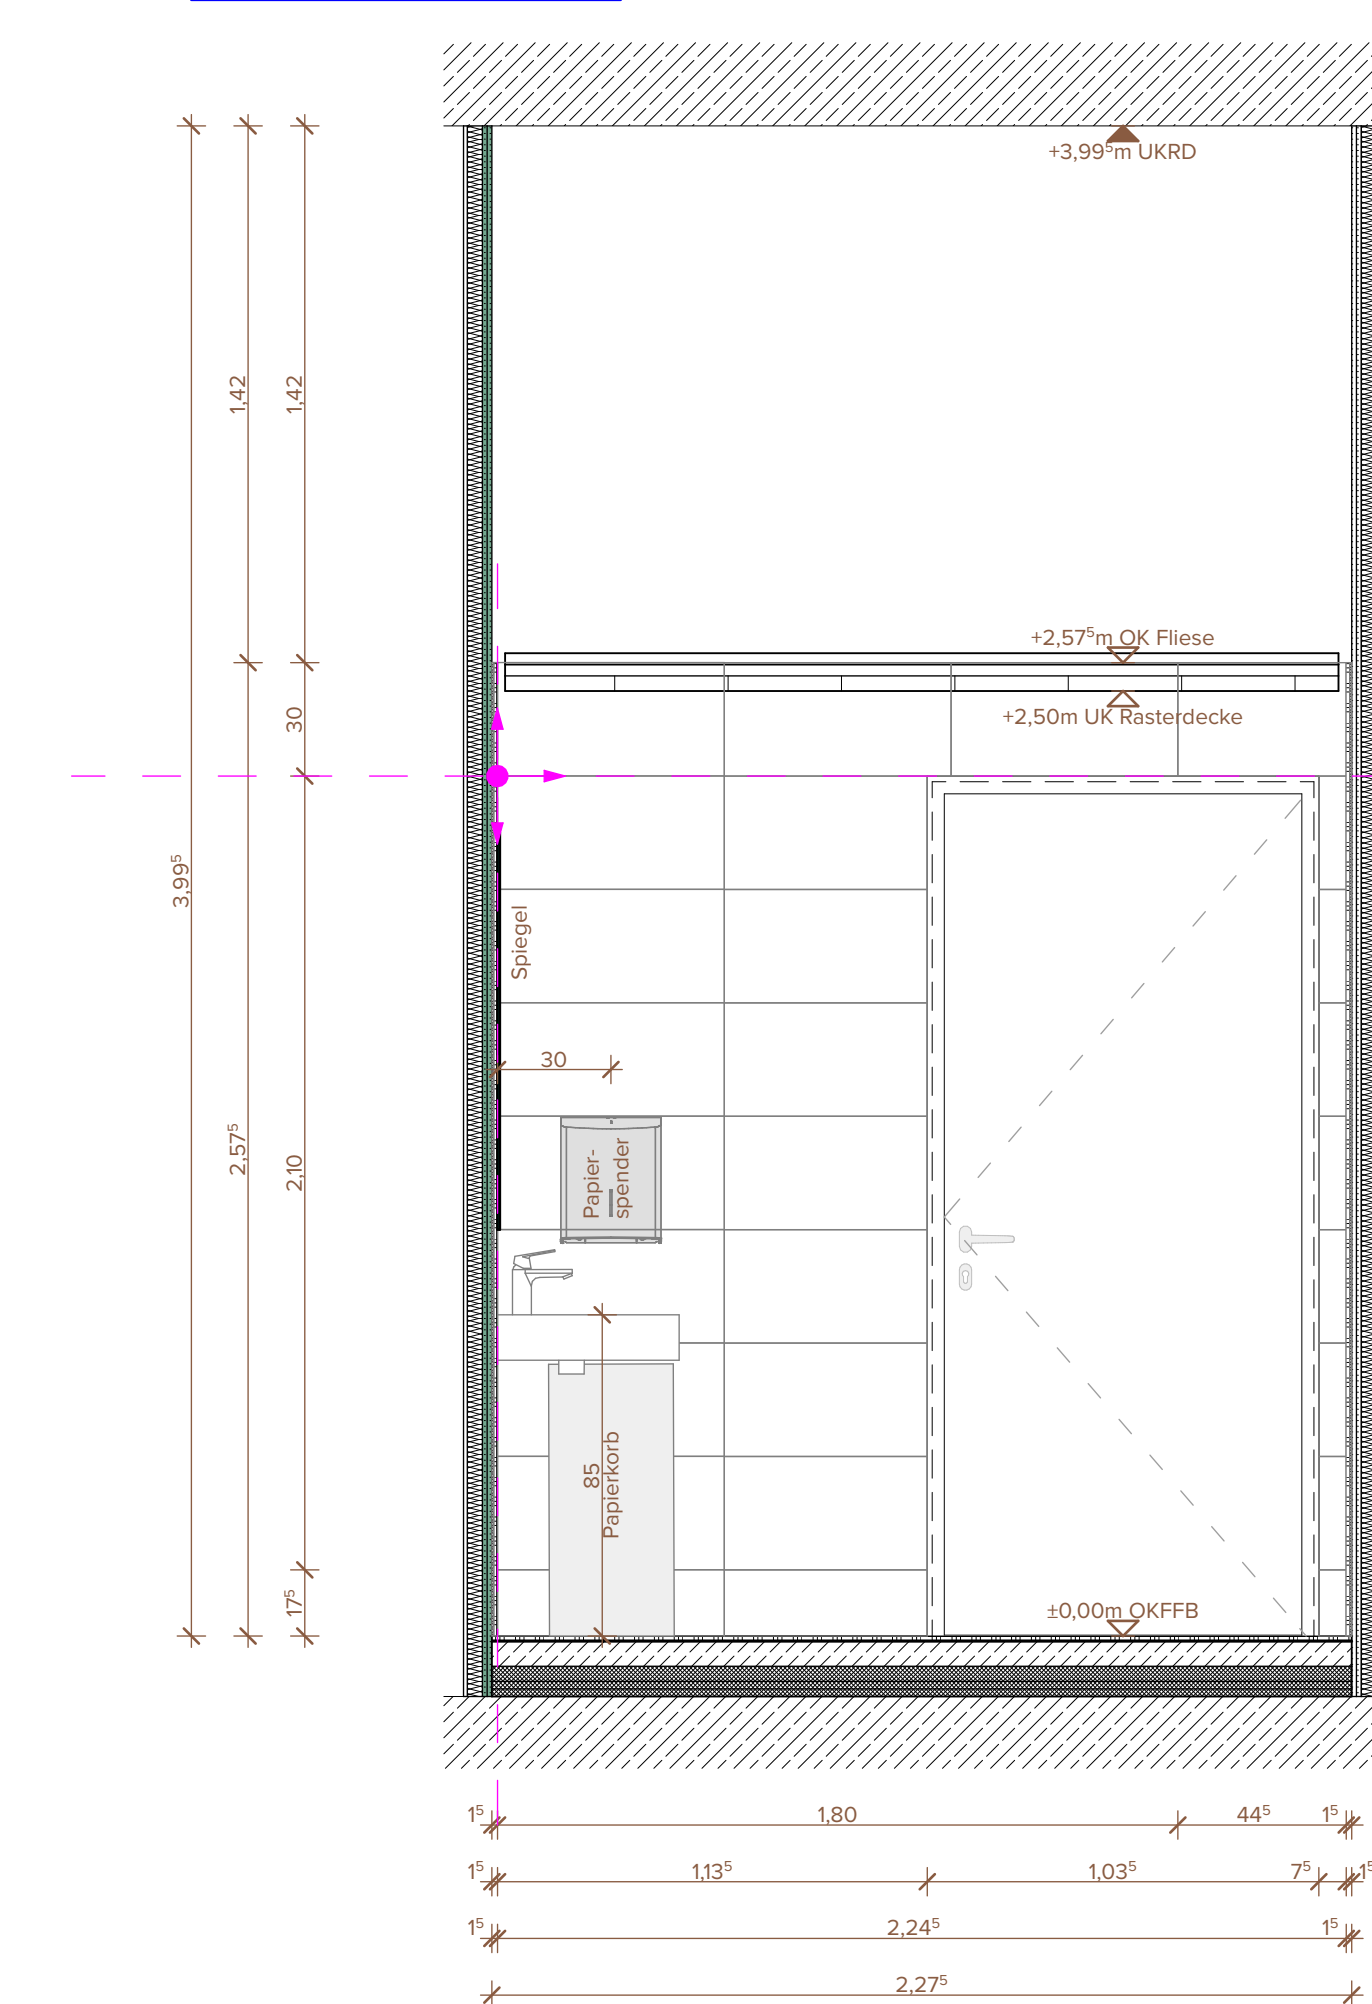 +3,99⁵m UKRD
1,42
1,42
+2,57⁵m OK Fliese
30
+2,50m UK Rasterdecke
3,99⁵
Spiegel
30
2,57⁵
2,10
Papier-
spender
85
Papierkorb
17⁵
±0,00m OKFFB
1⁵ 1,80 44⁵ 1⁵
1⁵ 1,13⁵ 1,03⁵ 7⁵ 1⁵
1⁵ 2,24⁵ 1⁵
2,27⁵